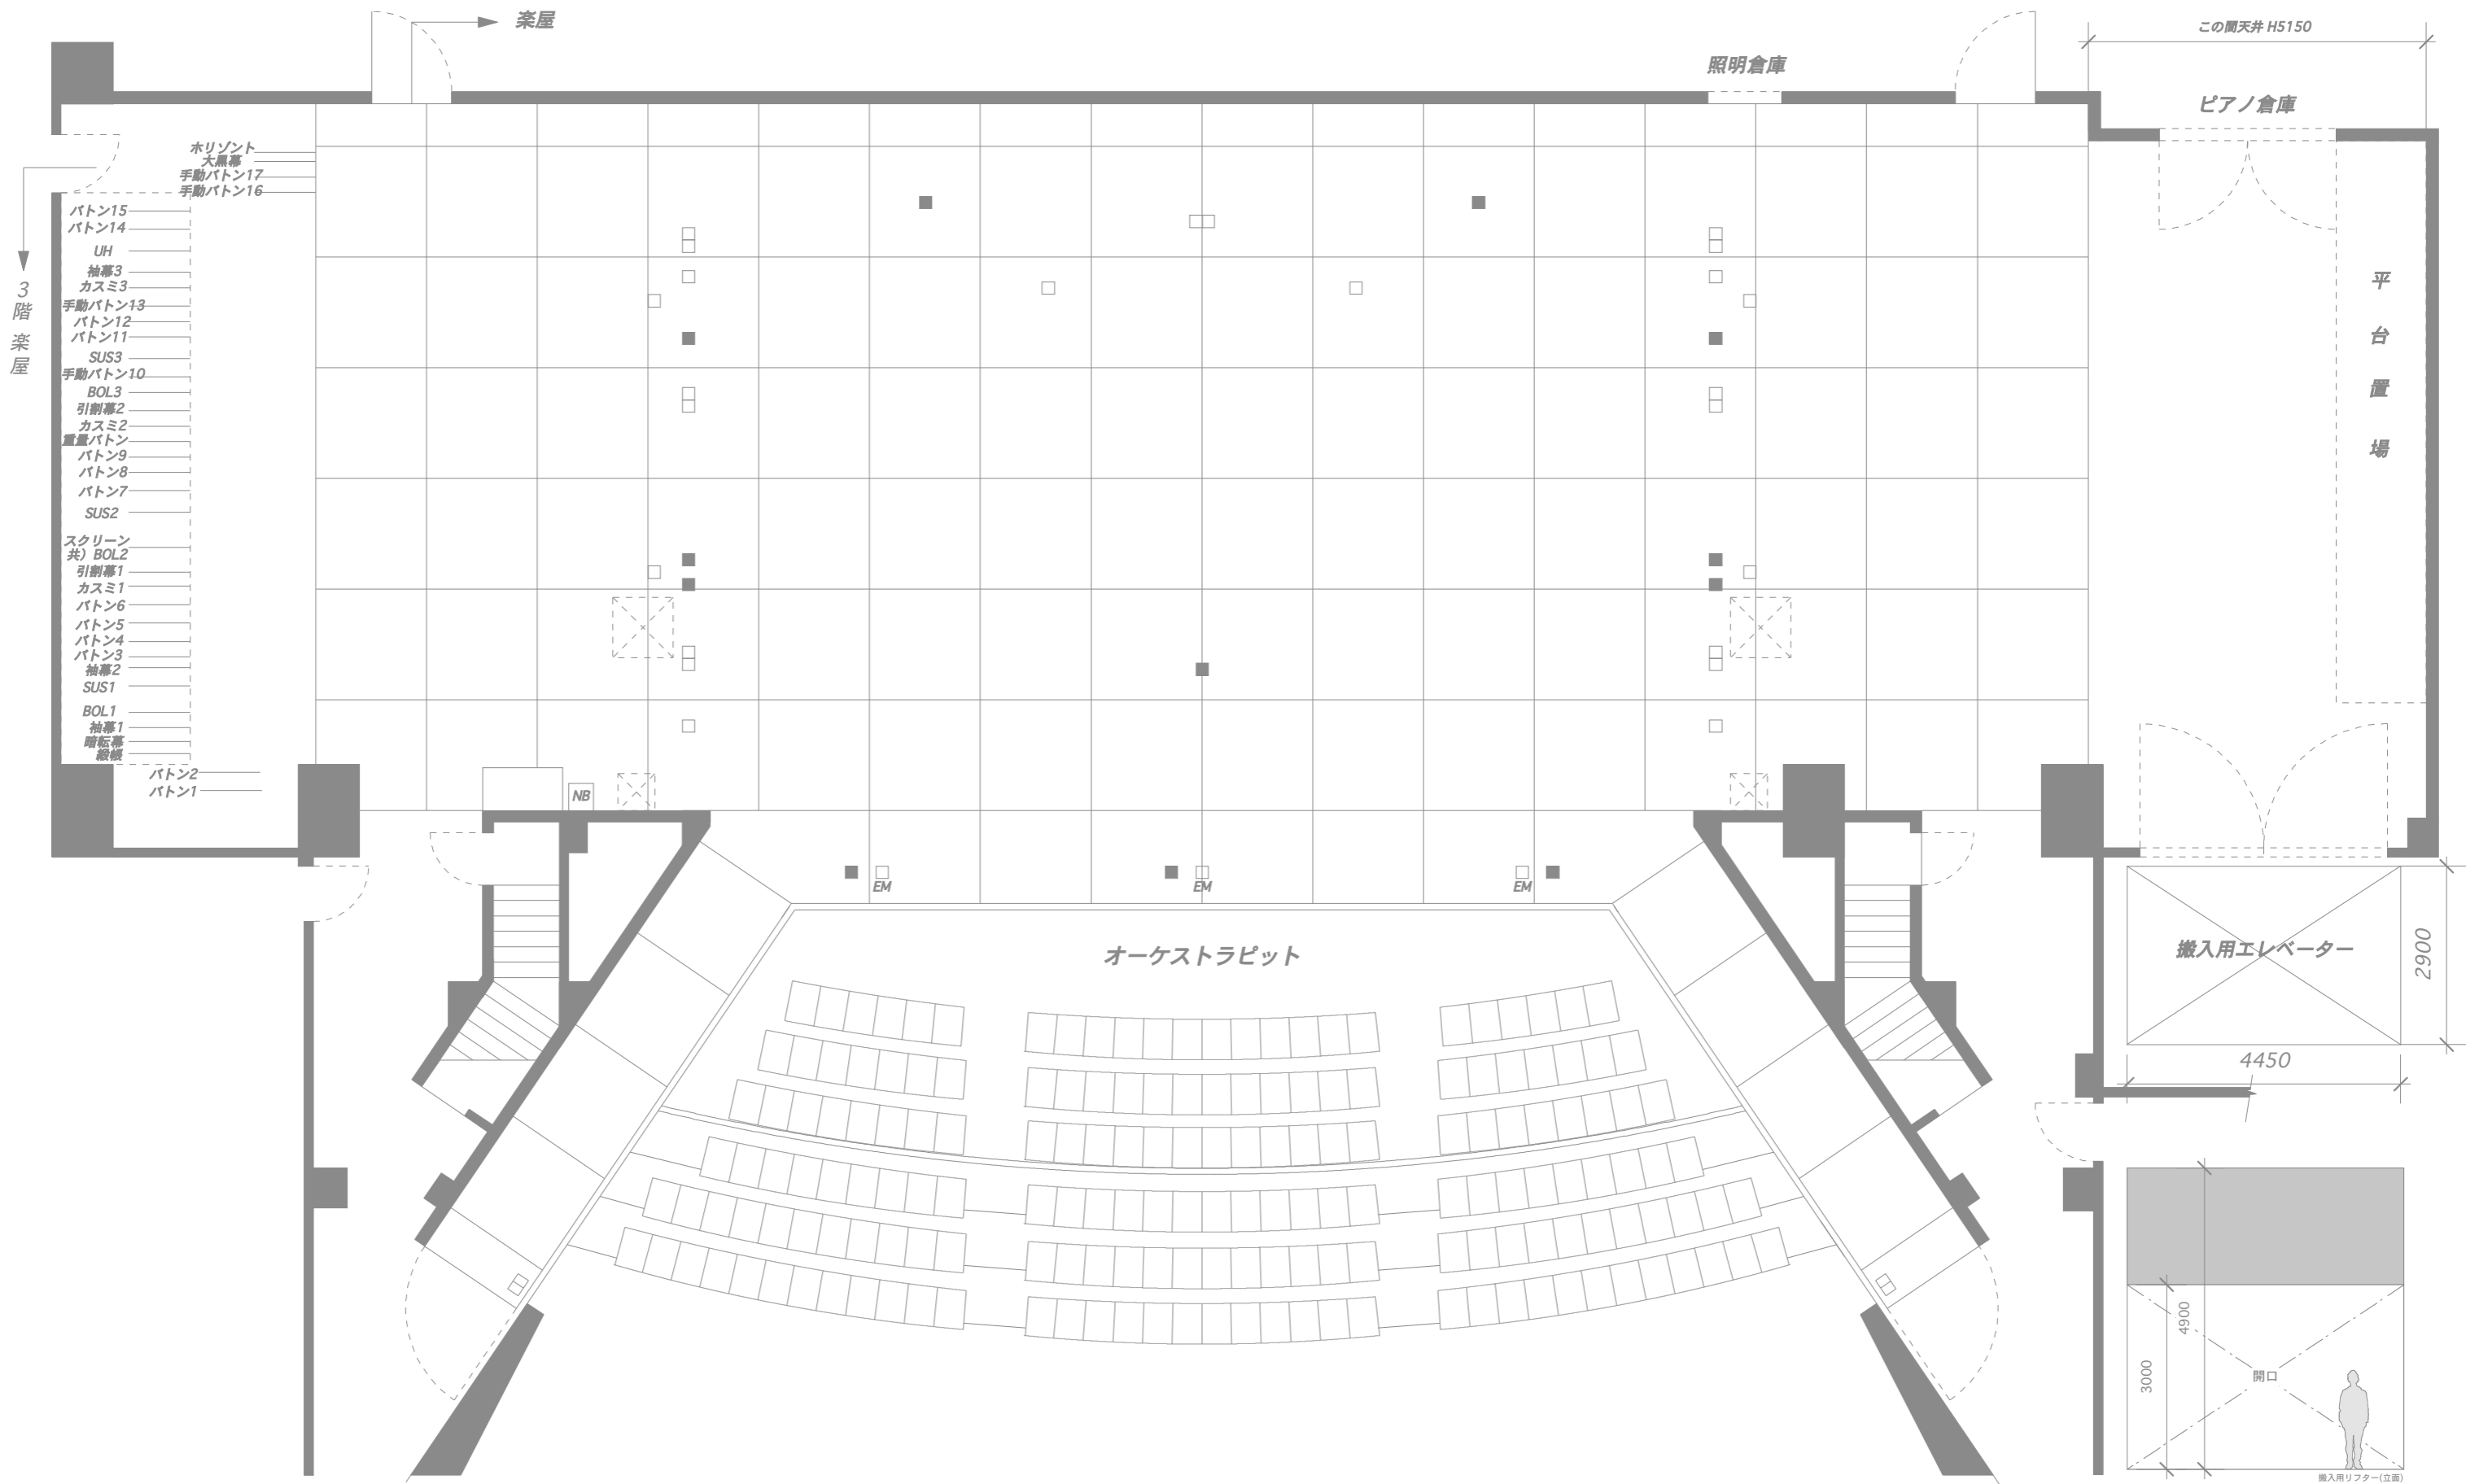 楽屋
この間天井 H5150
照明倉庫
ピアノ倉庫
ホリゾント
大黒幕
手動バトン17
手動バトン16
バトン15
バトン14
UH
袖幕3
カスミ3
手動バトン13
バトン12
バトン11
SUS3
手動バトン10
BOL3
引割幕2
カスミ2
重量バトン
バトン9
バトン8
バトン7
SUS2
スクリーン
共）BOL2
引割幕1
カスミ1
バトン6
バトン5
バトン4
バトン3
袖幕2
SUS1
BOL1
袖幕1
暗転幕
緞帳
バトン2
バトン1
3階 楽屋
平台置場
NB
EM
EM
EM
オーケストラピット
搬入用エレベーター
2900
4450
4900
3000
開口
搬入用リフター(立面)